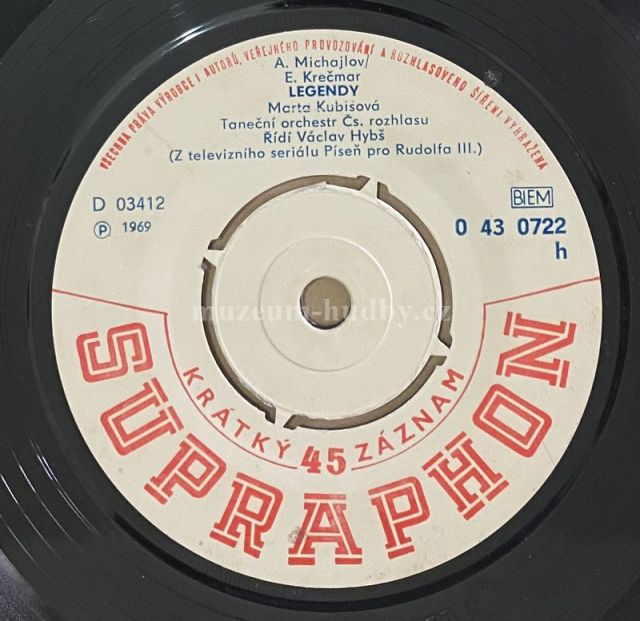 VŠECHNA PRÁVA VÝROBCE I AUTORŮ, VEŘEJNÉHO PROVOZOVÁNÍ A ROZHLASOVÉHO ŠÍŘENÍ VYHRAŽENA
A. Michajlov/
E. Krečmar
LEGENDY
Marta Kubišová
Taneční orchestr Čs. rozhlasu
Řídí Václav Hybš
(Z televizního seriálu Píseň pro Rudolfa III.)
D 03412
BIEM
Ⓟ 1969
0 43 0722
h
muzeum-hudby.cz
KRÁTKÝ 45 ZÁZNAM
SUPRAPHON